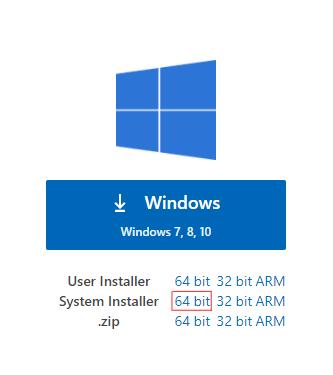 Windows
Windows 7, 8, 10
User Installer 64 bit 32 bit ARM
System Installer 64 bit 32 bit ARM
.zip 64 bit 32 bit ARM